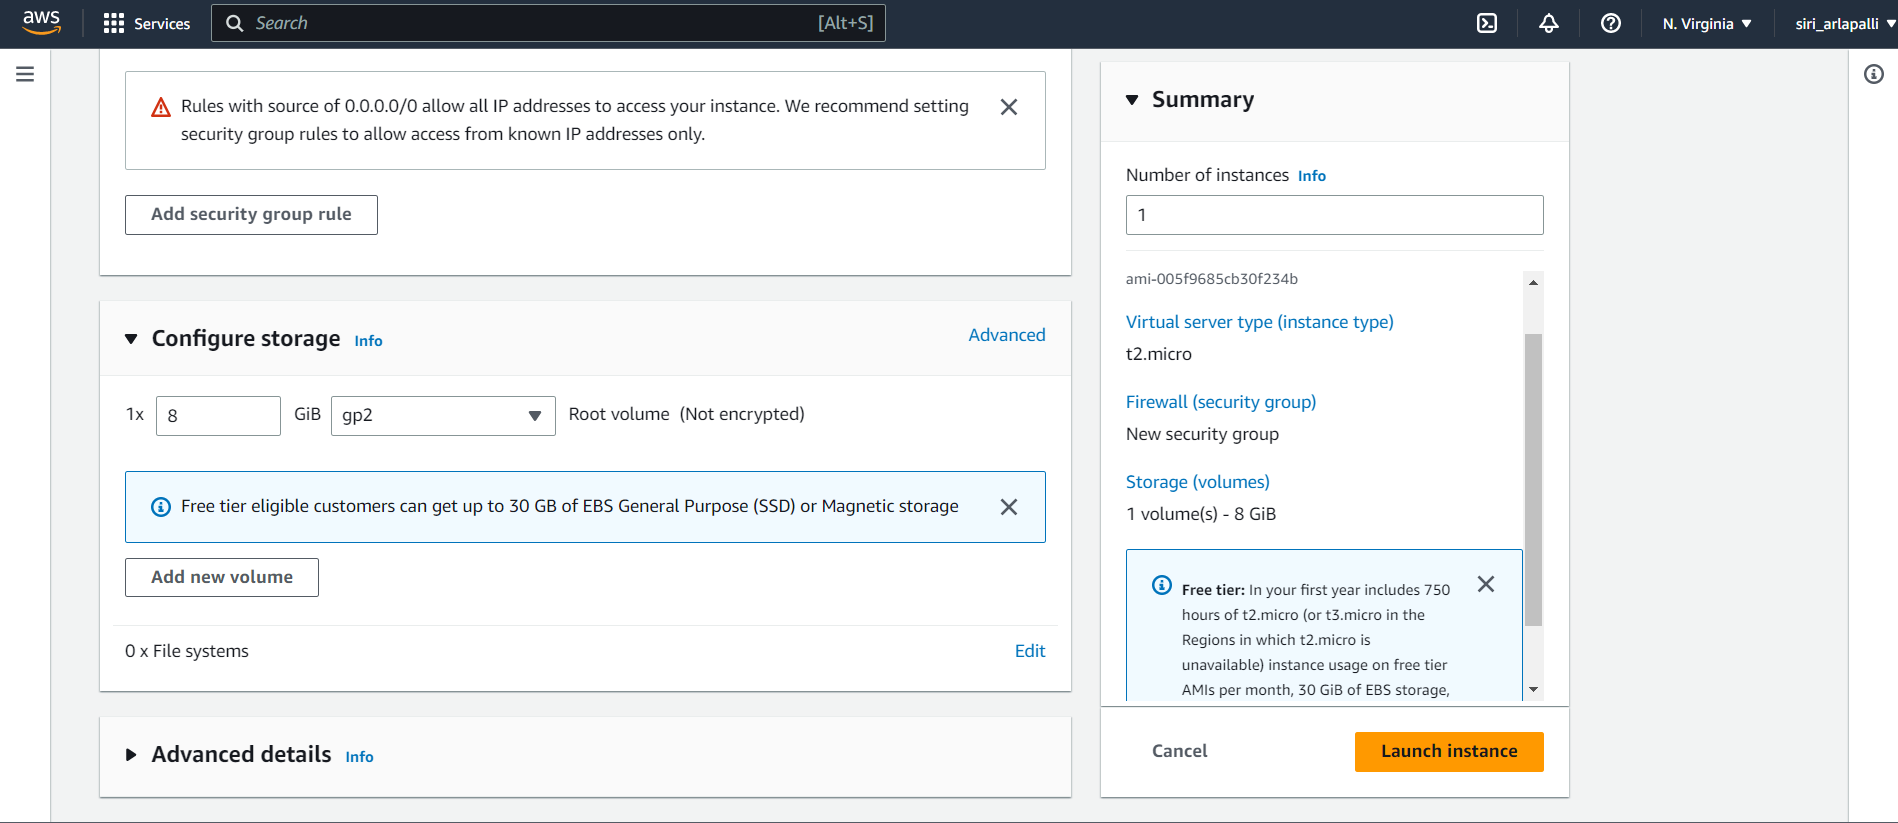 aws
Services
Search
[Alt+S]
N. Virginia
siri_arlapalli
Rules with source of 0.0.0.0/0 allow all IP addresses to access your instance. We recommend setting
security group rules to allow access from known IP addresses only.
Add security group rule
Configure storage Info
Advanced
1x 8 GiB gp2 Root volume (Not encrypted)
Free tier eligible customers can get up to 30 GB of EBS General Purpose (SSD) or Magnetic storage
Add new volume
0 x File systems
Edit
Advanced details Info
Summary
Number of instances Info
1
ami-005f9685cb30f234b
Virtual server type (instance type)
t2.micro
Firewall (security group)
New security group
Storage (volumes)
1 volume(s) - 8 GiB
Free tier: In your first year includes 750
hours of t2.micro (or t3.micro in the
Regions in which t2.micro is
unavailable) instance usage on free tier
AMIs per month, 30 GiB of EBS storage,
Cancel
Launch instance